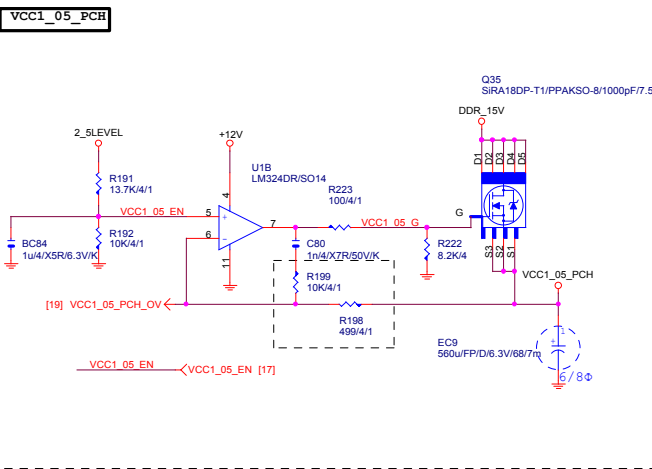 VCC1_05_PCH
Q35
SiRA18DP-T1/PPAKSO-8/1000pF/7.5
DDR_15V
D1
D2
D3
D4
D5
2_5LEVEL
+12V
R191
13.7K/4/1
U1B
LM324DR/SO14
4
R223
100/4/1
VCC1_05_EN
5
+
6
-
7
11
VCC1_05_G
G
BC84
1u/4/X5R/6.3V/K
R192
10K/4/1
C80
1n/4/X7R/50V/K
R222
8.2K/4
S3
S2
S1
R199
10K/4/1
VCC1_05_PCH
[19] VCC1_05_PCH_OV
R198
499/4/1
EC9
560u/FP/D/6.3V/68/7m
1
+
6/8Φ
VCC1_05_EN
VCC1_05_EN [17]